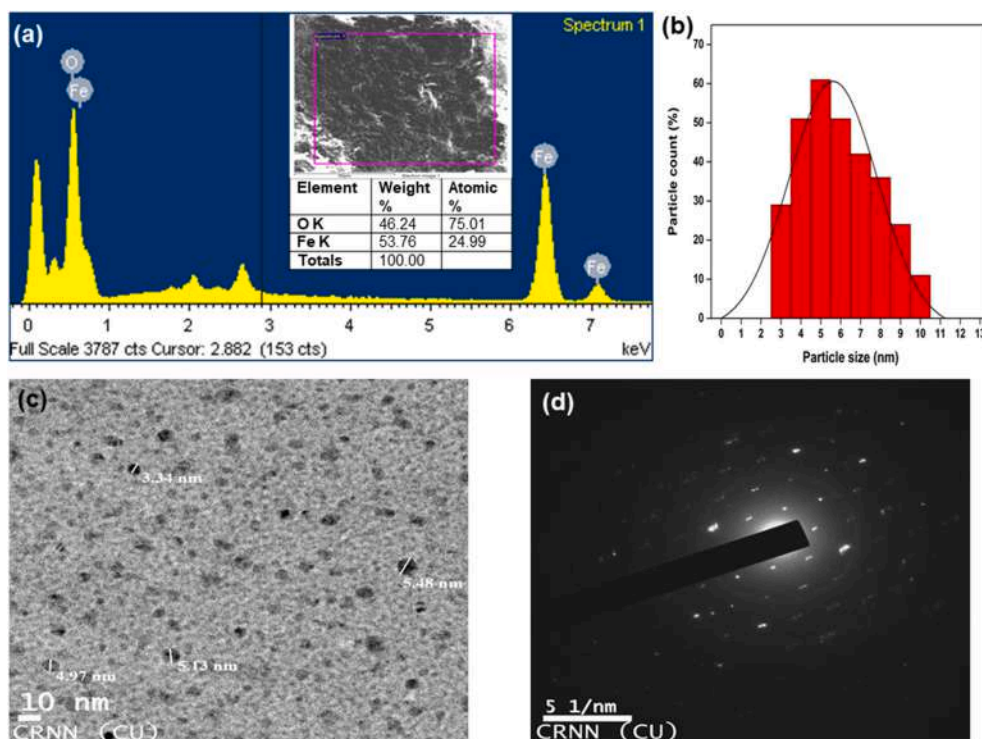 (a)
Spectrum 1
O
Fe
Fe
Fe
Element Weight % Atomic %
O K 46.24 75.01
Fe K 53.76 24.99
Totals 100.00
0 1 2 3 4 5 6 7
Full Scale 3787 cts Cursor: 2.882 (153 cts) keV
(b)
Particle count (%)
70
60
50
40
30
20
10
0
0 1 2 3 4 5 6 7 8 9 10 11 12 13
Particle size (nm)
(c)
3.34 nm
5.48 nm
5.13 nm
4.97 nm
10 nm
CRNN (CU)
(d)
5 1/nm
CRNN (CU)